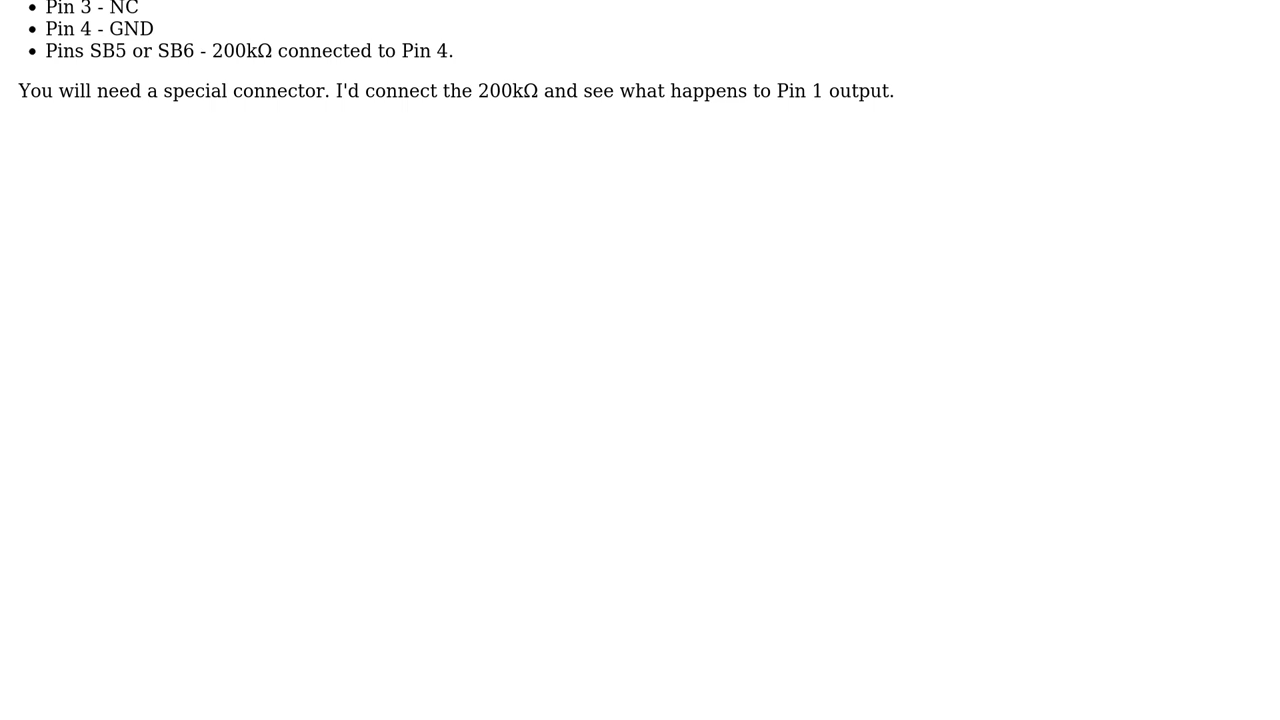 • Pin 3 - NC
• Pin 4 - GND
• Pins SB5 or SB6 - 200kΩ connected to Pin 4.
You will need a special connector. I'd connect the 200kΩ and see what happens to Pin 1 output.